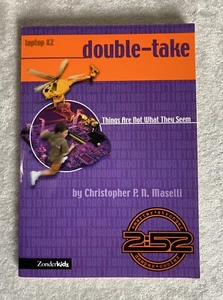 laptop #2
double-take
Things Are Not What They Seem
by Christopher P. N. Maselli
Zonderkidz
2:52